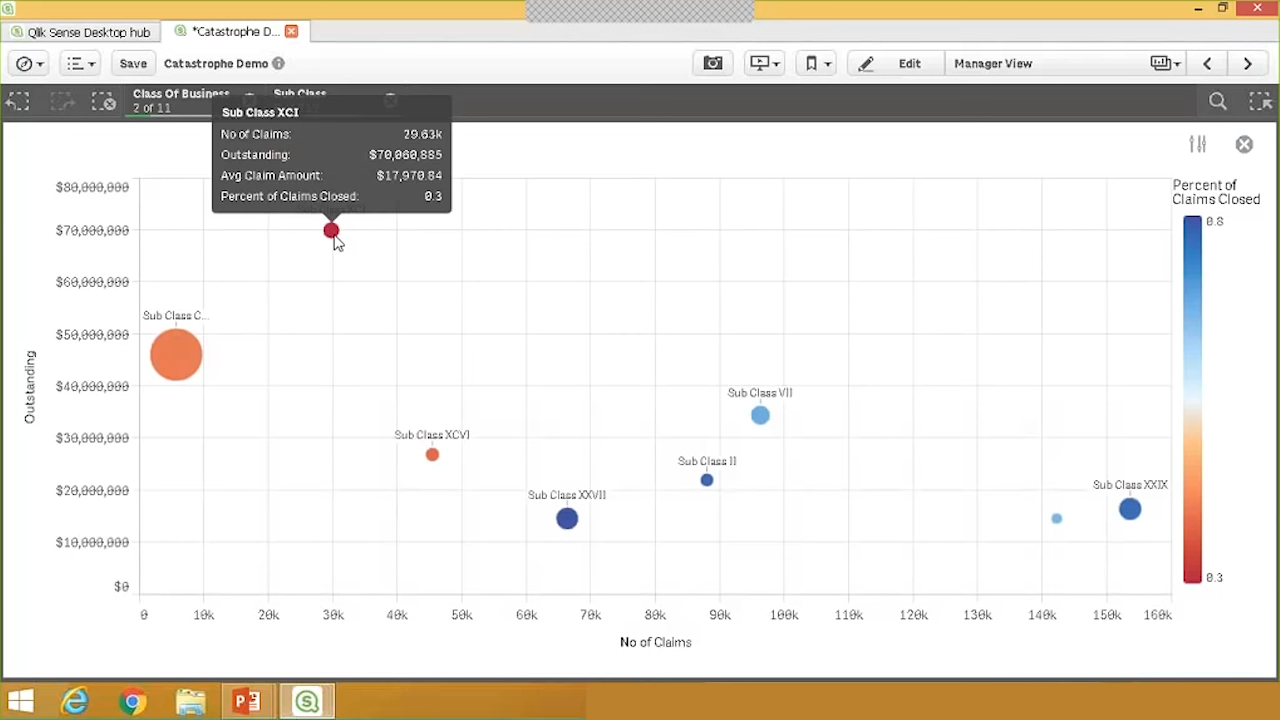 Qlik Sense Desktop hub
*Catastrophe D...
Save
Catastrophe Demo
Edit
Manager View
Class Of Business
2 of 11
Sub Class
Sub Class XCI
No of Claims: 29.63k
Outstanding: $70,060,885
Avg Claim Amount: $17,970.84
Percent of Claims Closed: 0.3
Percent of
Claims Closed
0.8
0.3
Outstanding
$80,000,000
$70,000,000
$60,000,000
$50,000,000
$40,000,000
$30,000,000
$20,000,000
$10,000,000
$0
Sub Class C...
Sub Class VII
Sub Class XCVI
Sub Class II
Sub Class XXIX
Sub Class XXVII
0 10k 20k 30k 40k 50k 60k 70k 80k 90k 100k 110k 120k 130k 140k 150k 160k
No of Claims